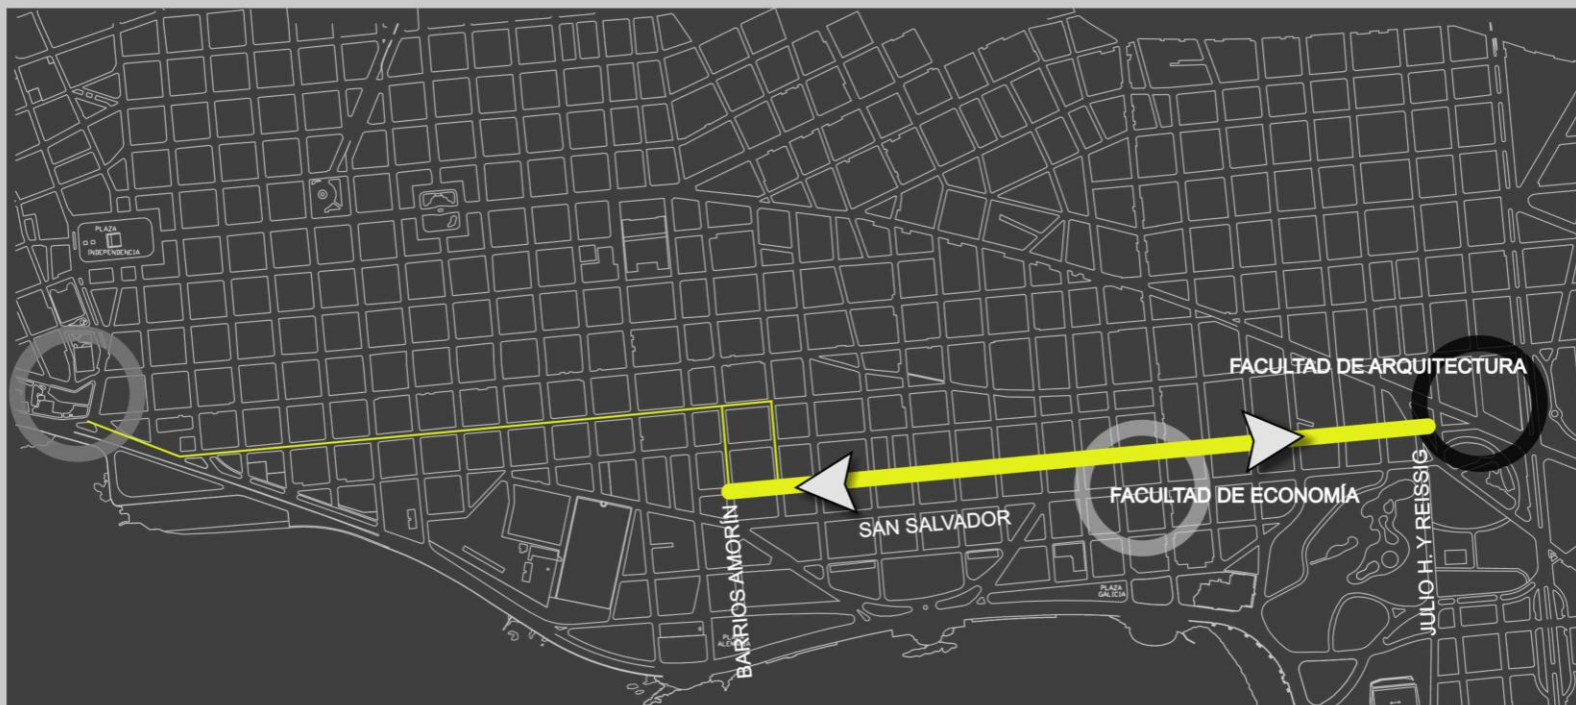 PLAZA
INDEPENDENCIA
FACULTAD DE ARQUITECTURA
FACULTAD DE ECONOMÍA
SAN SALVADOR
BARRIOS AMORÍN
JULIO H. Y REISSIG
PLAZA
GALICIA